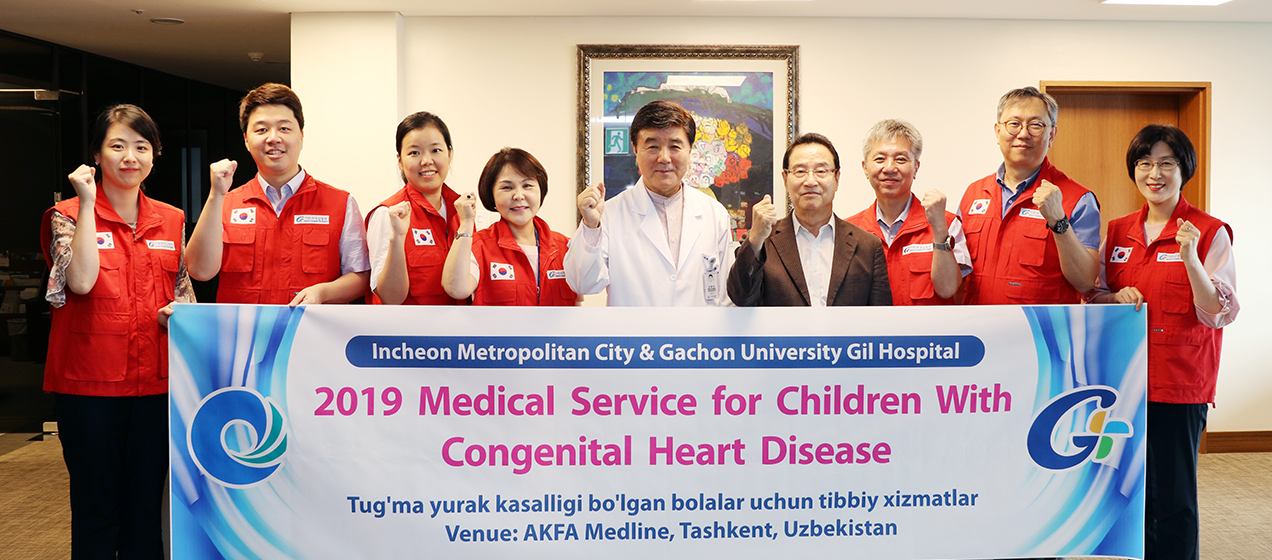 Incheon Metropolitan City & Gachon University Gil Hospital
2019 Medical Service for Children With
Congenital Heart Disease
Tug'ma yurak kasalligi bo'lgan bolalar uchun tibbiy xizmatlar
Venue: AKFA Medline, Tashkent, Uzbekistan